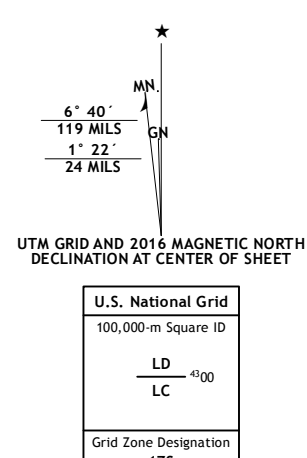 ★
MN.
6° 40´
119 MILS
GN
1° 22´
24 MILS
UTM GRID AND 2016 MAGNETIC NORTH
DECLINATION AT CENTER OF SHEET
U.S. National Grid
100,000-m Square ID
LD
4300
LC
Grid Zone Designation